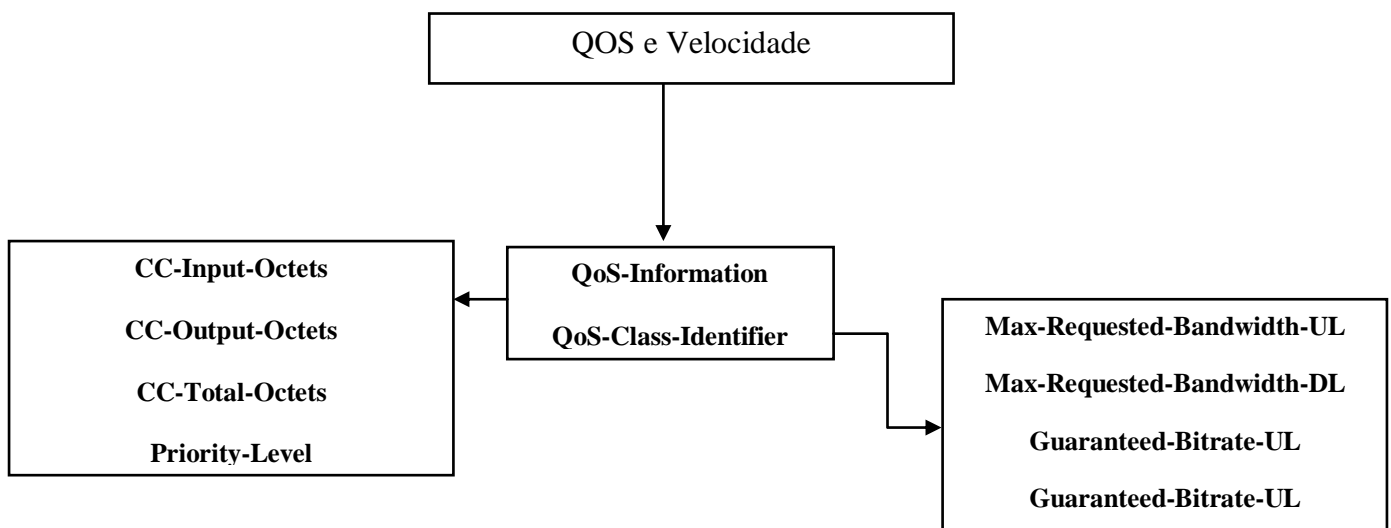 QOS e Velocidade
CC-Input-Octets
CC-Output-Octets
CC-Total-Octets
Priority-Level
QoS-Information
QoS-Class-Identifier
Max-Requested-Bandwidth-UL
Max-Requested-Bandwidth-DL
Guaranteed-Bitrate-UL
Guaranteed-Bitrate-UL